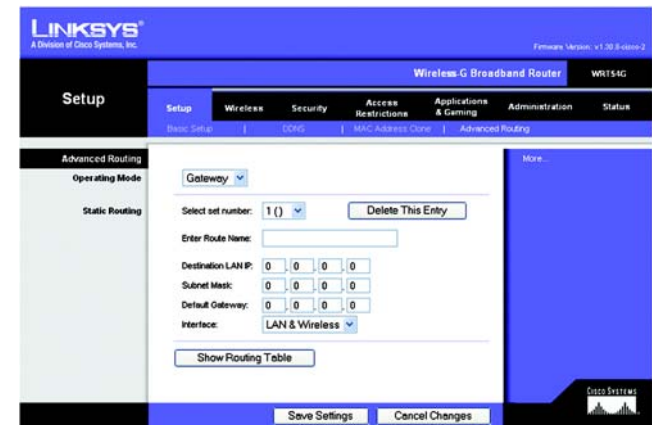 LINKSYS®
A Division of Cisco Systems, Inc.
Firmware Version: v1.30.8-cisco-2
Wireless-G Broadband Router WRT54G
Setup
Setup Wireless Security Access Restrictions Applications & Gaming Administration Status
Basic Setup | DDNS | MAC Address Clone | Advanced Routing
Advanced Routing
More...
Operating Mode
Gateway
Static Routing
Select set number: 1 () Delete This Entry
Enter Route Name:
Destination LAN IP: 0 . 0 . 0 . 0
Subnet Mask: 0 . 0 . 0 . 0
Default Gateway: 0 . 0 . 0 . 0
Interface: LAN & Wireless
Show Routing Table
Save Settings Cancel Changes
CISCO SYSTEMS